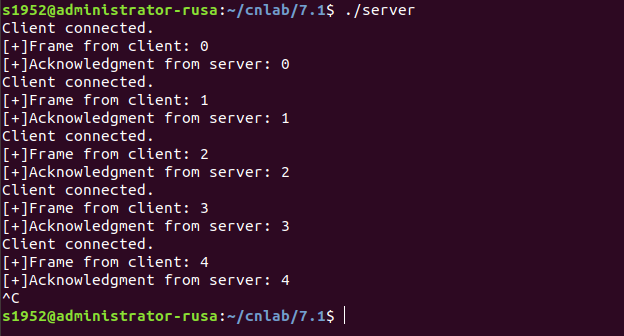 s1952@administrator-rusa:~/cnlab/7.1$ ./server
Client connected.
[+]Frame from client: 0
[+]Acknowledgment from server: 0
Client connected.
[+]Frame from client: 1
[+]Acknowledgment from server: 1
Client connected.
[+]Frame from client: 2
[+]Acknowledgment from server: 2
Client connected.
[+]Frame from client: 3
[+]Acknowledgment from server: 3
Client connected.
[+]Frame from client: 4
[+]Acknowledgment from server: 4
^C
s1952@administrator-rusa:~/cnlab/7.1$